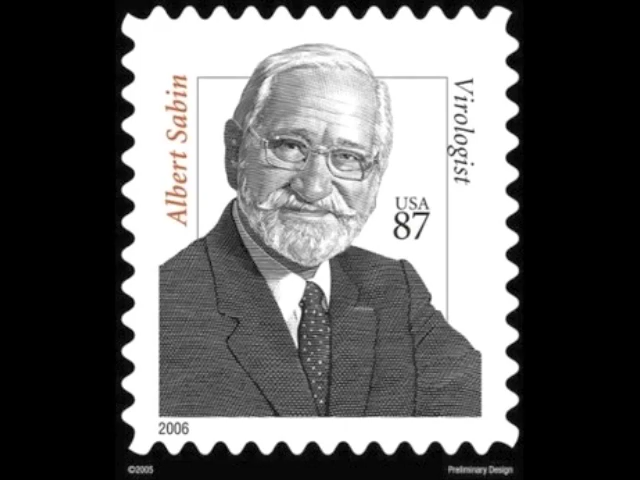 Albert Sabin
Virologist
USA
87
2006
©2005
Preliminary Design